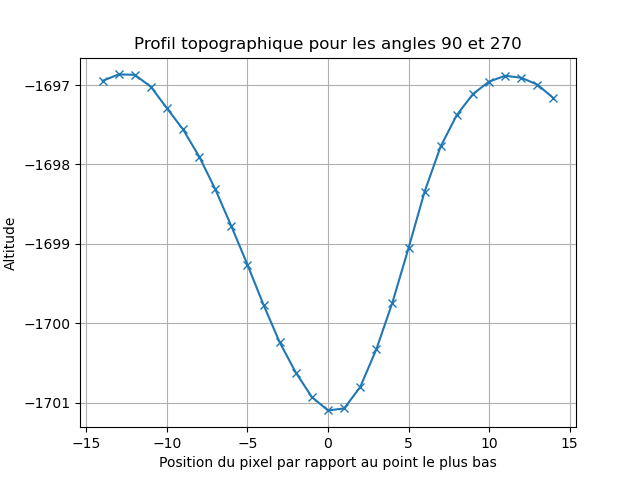 Profil topographique pour les angles 90 et 270
−1697
−1698
−1699
−1700
−1701
Altitude
−15 −10 −5 0 5 10 15
Position du pixel par rapport au point le plus bas